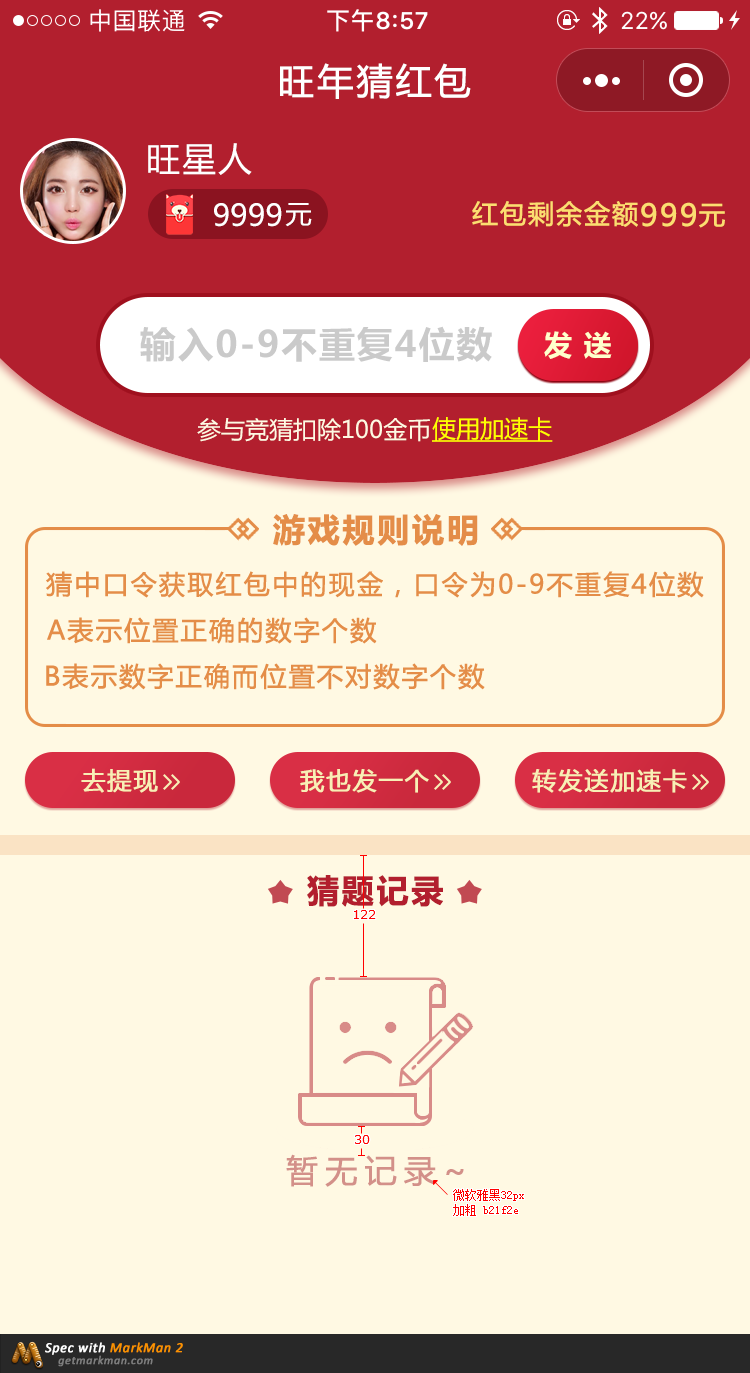 中国联通
下午8:57
22%
旺年猜红包
旺星人
9999元
红包剩余金额999元
输入0-9不重复4位数
发 送
参与竞猜扣除100金币使用加速卡
游戏规则说明
猜中口令获取红包中的现金，口令为0-9不重复4位数
A表示位置正确的数字个数
B表示数字正确而位置不对数字个数
去提现»
我也发一个»
转发送加速卡»
猜题记录
122
30
暂无记录~
微软雅黑32px
加粗 b21f2e
Spec with MarkMan 2
getmarkman.com